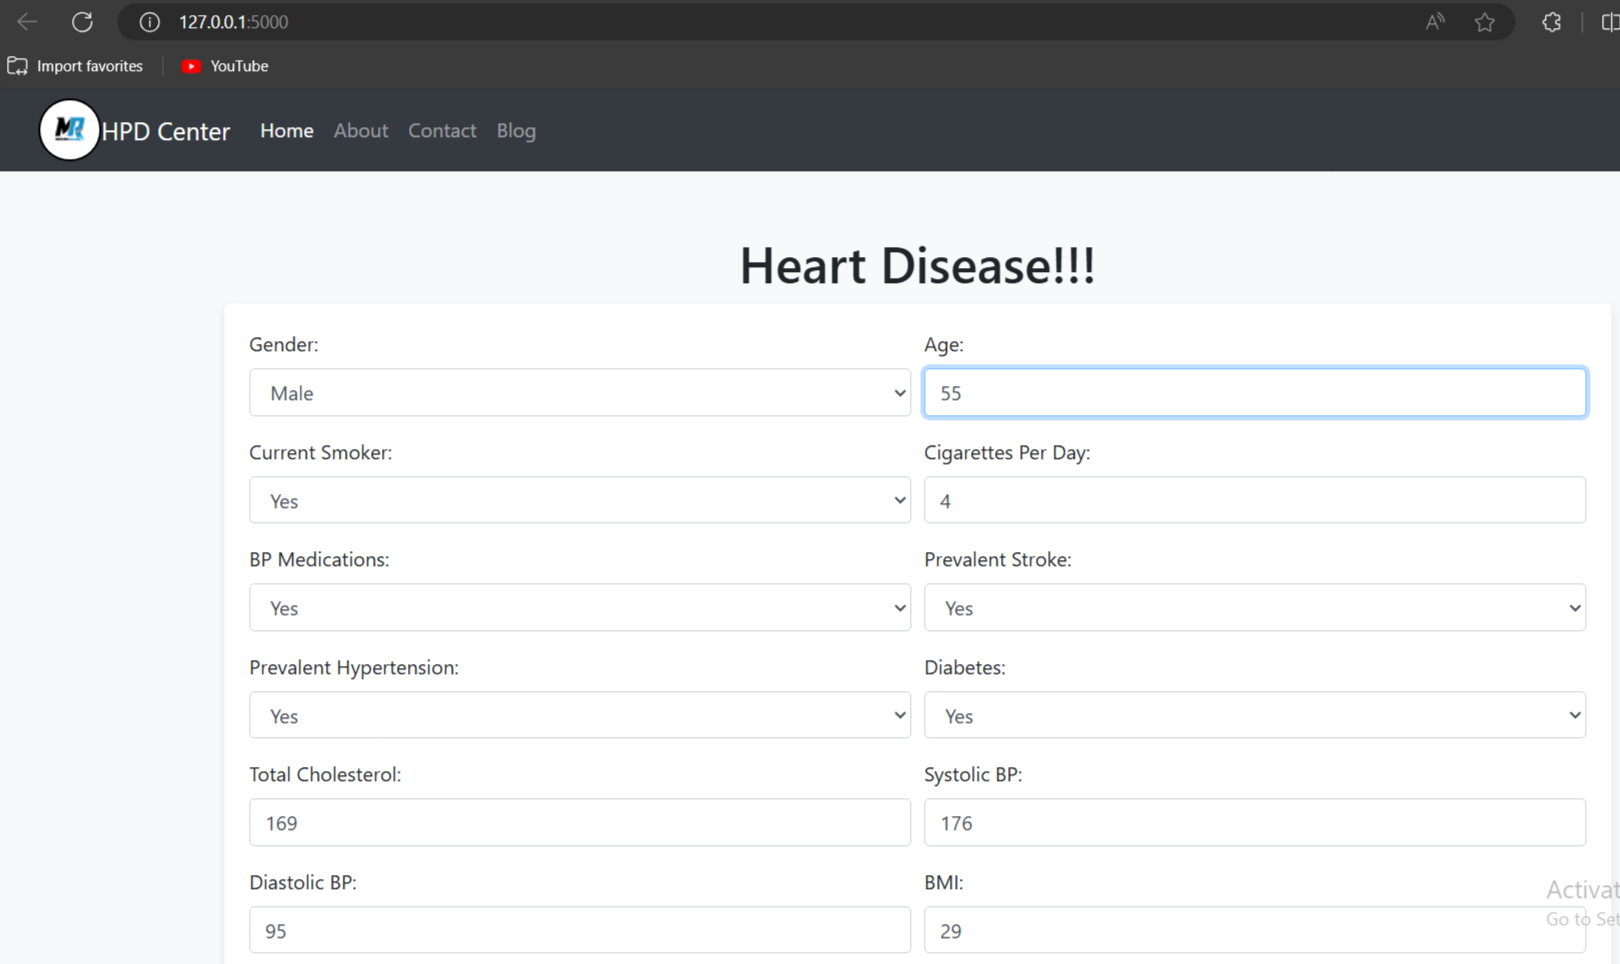 127.0.0.1:5000
Import favorites YouTube
MR HPD Center Home About Contact Blog
Heart Disease!!!
Gender: Age:
Male 55
Current Smoker: Cigarettes Per Day:
Yes 4
BP Medications: Prevalent Stroke:
Yes Yes
Prevalent Hypertension: Diabetes:
Yes Yes
Total Cholesterol: Systolic BP:
169 176
Diastolic BP: BMI:
Activat
95 29
Go to Set